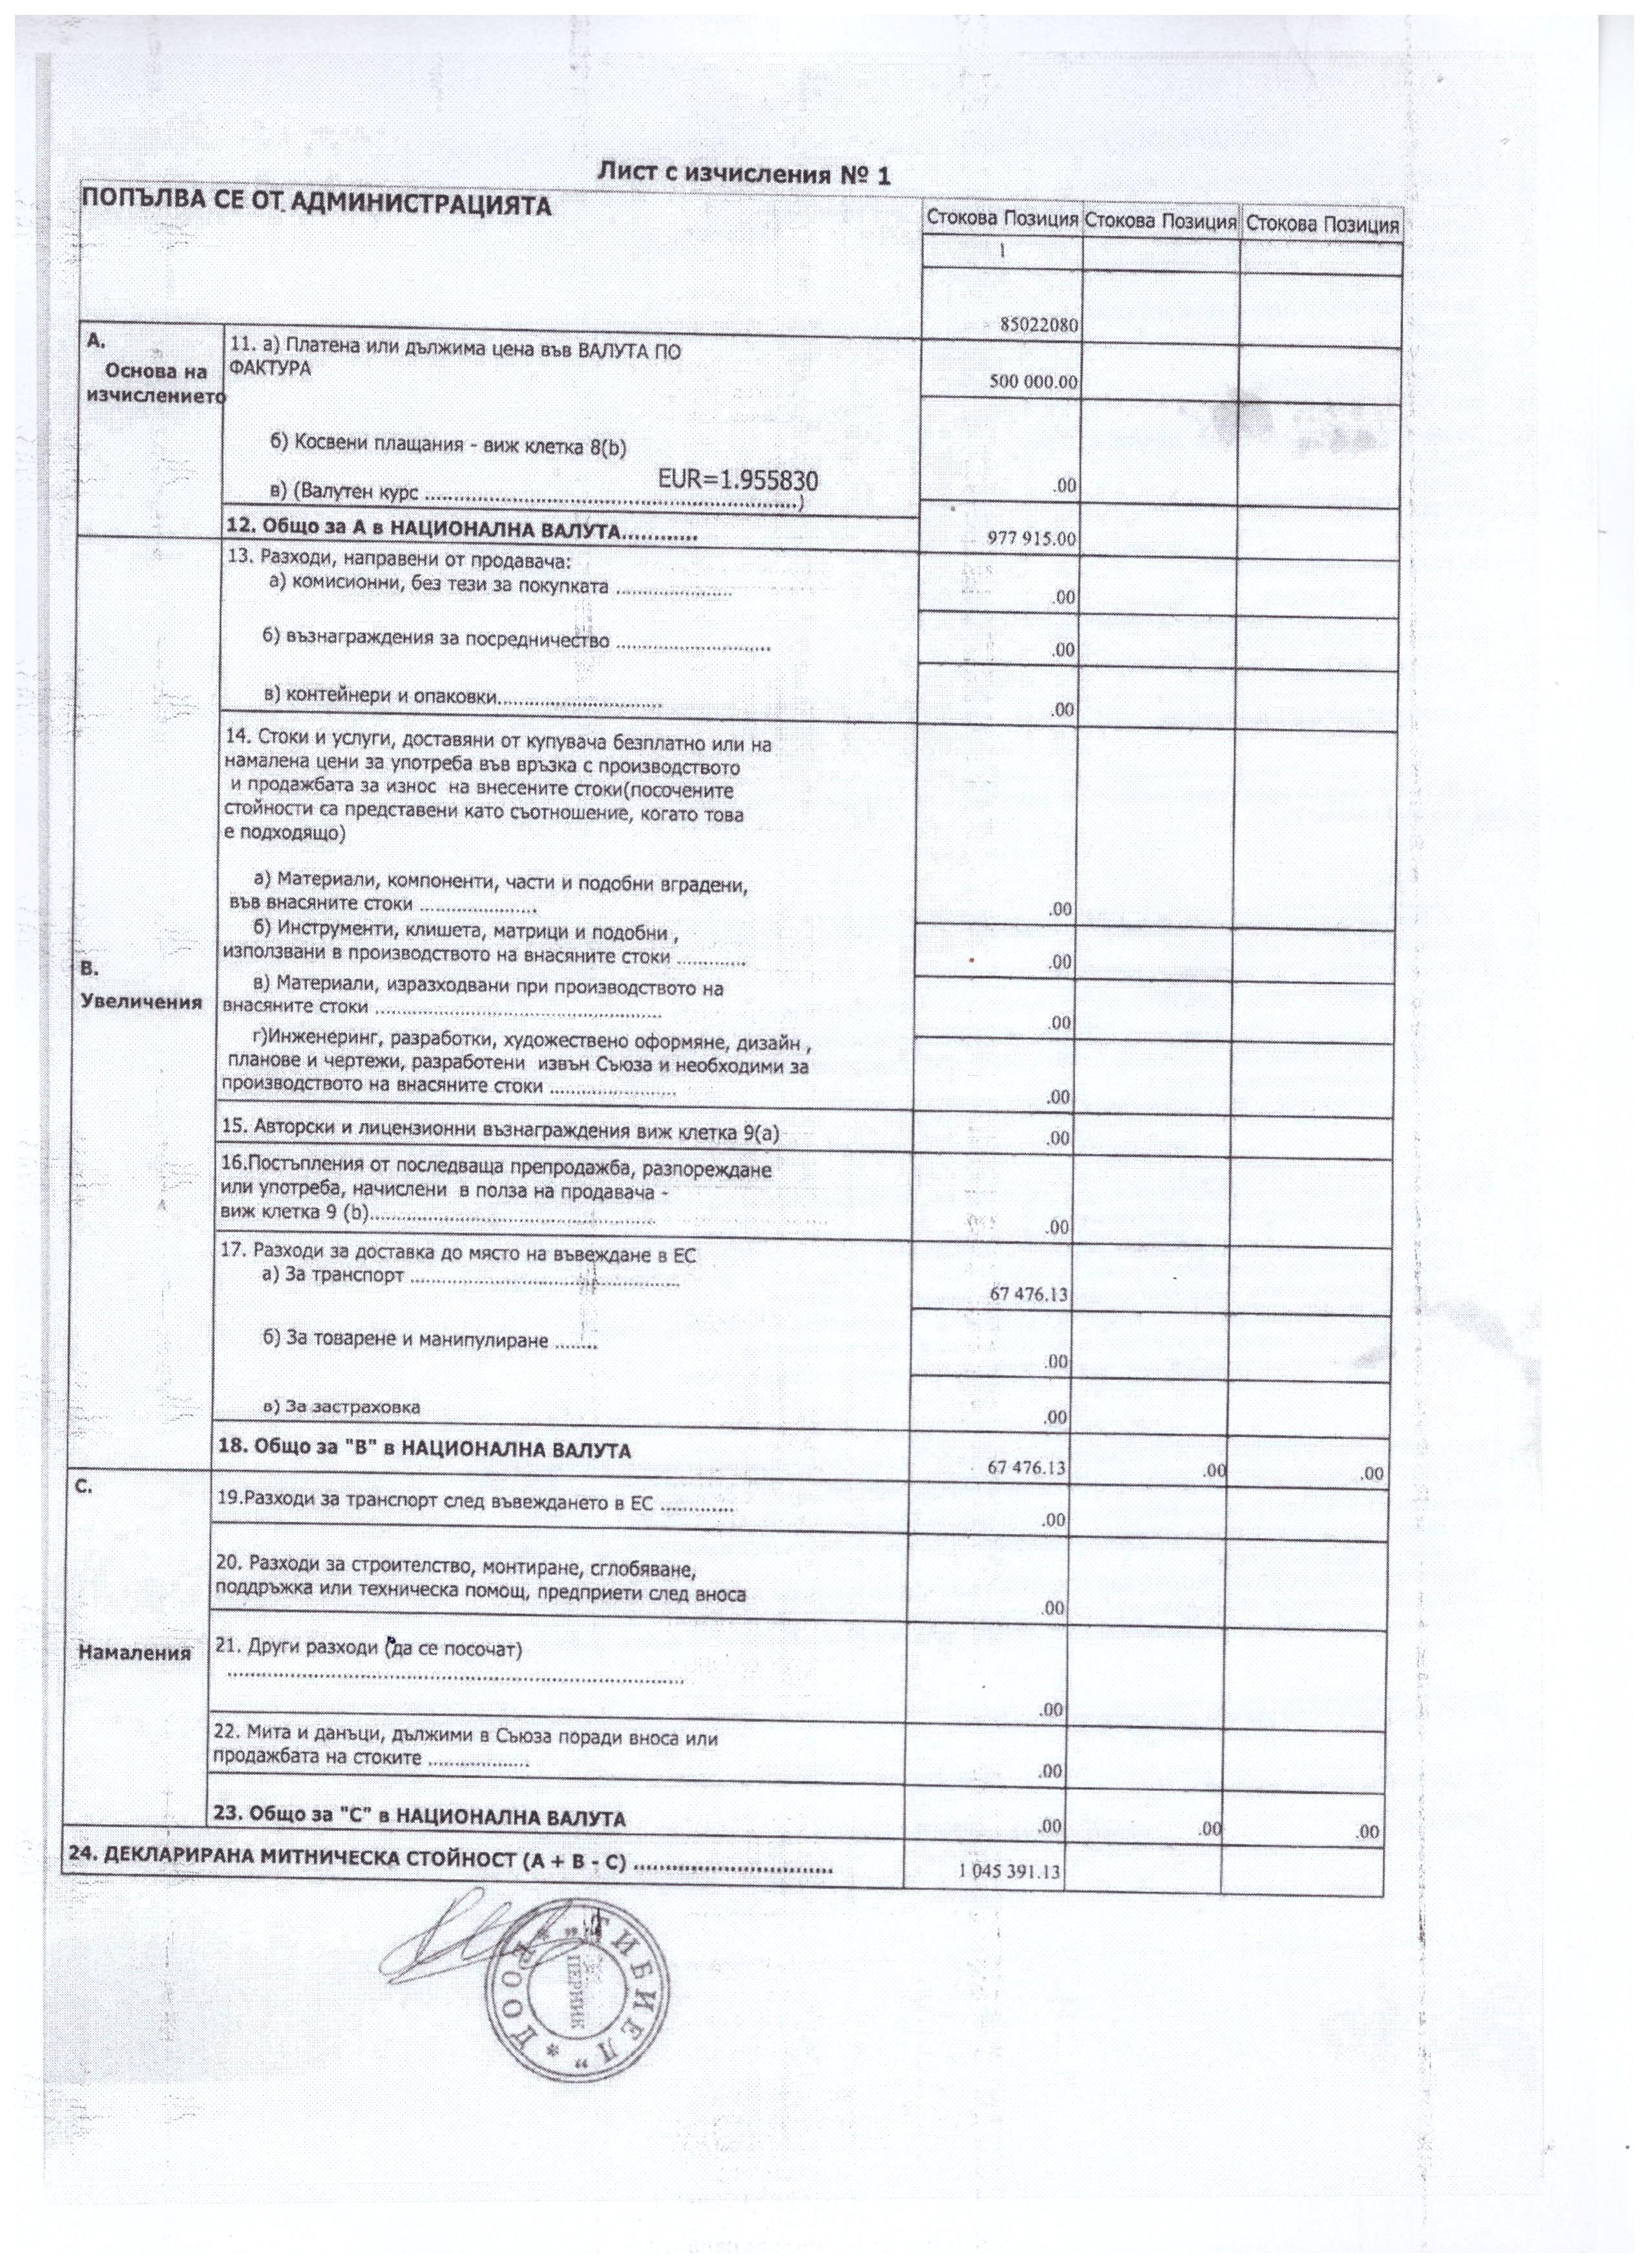 Лист с изчисления № 1
ПОПЪЛВА СЕ ОТ АДМИНИСТРАЦИЯТА
Стокова Позиция Стокова Позиция Стокова Позиция
1
85022080
А.
Основа на
изчислението
11. а) Платена или дължима цена във ВАЛУТА ПО
ФАКТУРА
500 000.00
б) Косвени плащания - виж клетка 8(b)
EUR=1.955830
в) (Валутен курс ..........................................................)
.00
12. Общо за А в НАЦИОНАЛНА ВАЛУТА............
977 915.00
В.
Увеличения
13. Разходи, направени от продавача:
а) комисионни, без тези за покупката .....................
.00
б) възнаграждения за посредничество ............................
.00
в) контейнери и опаковки..............................
.00
14. Стоки и услуги, доставяни от купувача безплатно или на
намалена цени за употреба във връзка с производството
и продажбата за износ на внесените стоки(посочените
стойности са представени като съотношение, когато това
е подходящо)
а) Материали, компоненти, части и подобни вградени,
във внасяните стоки .....................
.00
б) Инструменти, клишета, матрици и подобни ,
използвани в производството на внасяните стоки ............
.00
в) Материали, изразходвани при производството на
внасяните стоки ....................................................
.00
г)Инженеринг, разработки, художествено оформяне, дизайн ,
планове и чертежи, разработени извън Съюза и необходими за
производството на внасяните стоки .......................
.00
15. Авторски и лицензионни възнаграждения виж клетка 9(а)
.00
16.Постъпления от последваща препродажба, разпореждане
или употреба, начислени в полза на продавача -
виж клетка 9 (b)....................................................
.00
17. Разходи за доставка до място на въвеждане в ЕС
а) За транспорт .................................................
67 476.13
б) За товарене и манипулиране ........
.00
в) За застраховка
.00
18. Общо за "В" в НАЦИОНАЛНА ВАЛУТА
67 476.13 .00 .00
С.
Намаления
19.Разходи за транспорт след въвеждането в ЕС .............
.00
20. Разходи за строителство, монтиране, сглобяване,
поддръжка или техническа помощ, предприети след вноса
.00
21. Други разходи (да се посочат)
....................................................................................
.00
22. Мита и данъци, дължими в Съюза поради вноса или
продажбата на стоките ..................
.00
23. Общо за "С" в НАЦИОНАЛНА ВАЛУТА
.00 .00 .00
24. ДЕКЛАРИРАНА МИТНИЧЕСКА СТОЙНОСТ (А + В - С) ..............................
1 045 391.13
* „ТИБИЕЛ“ * ДООД
ПЕРНИК